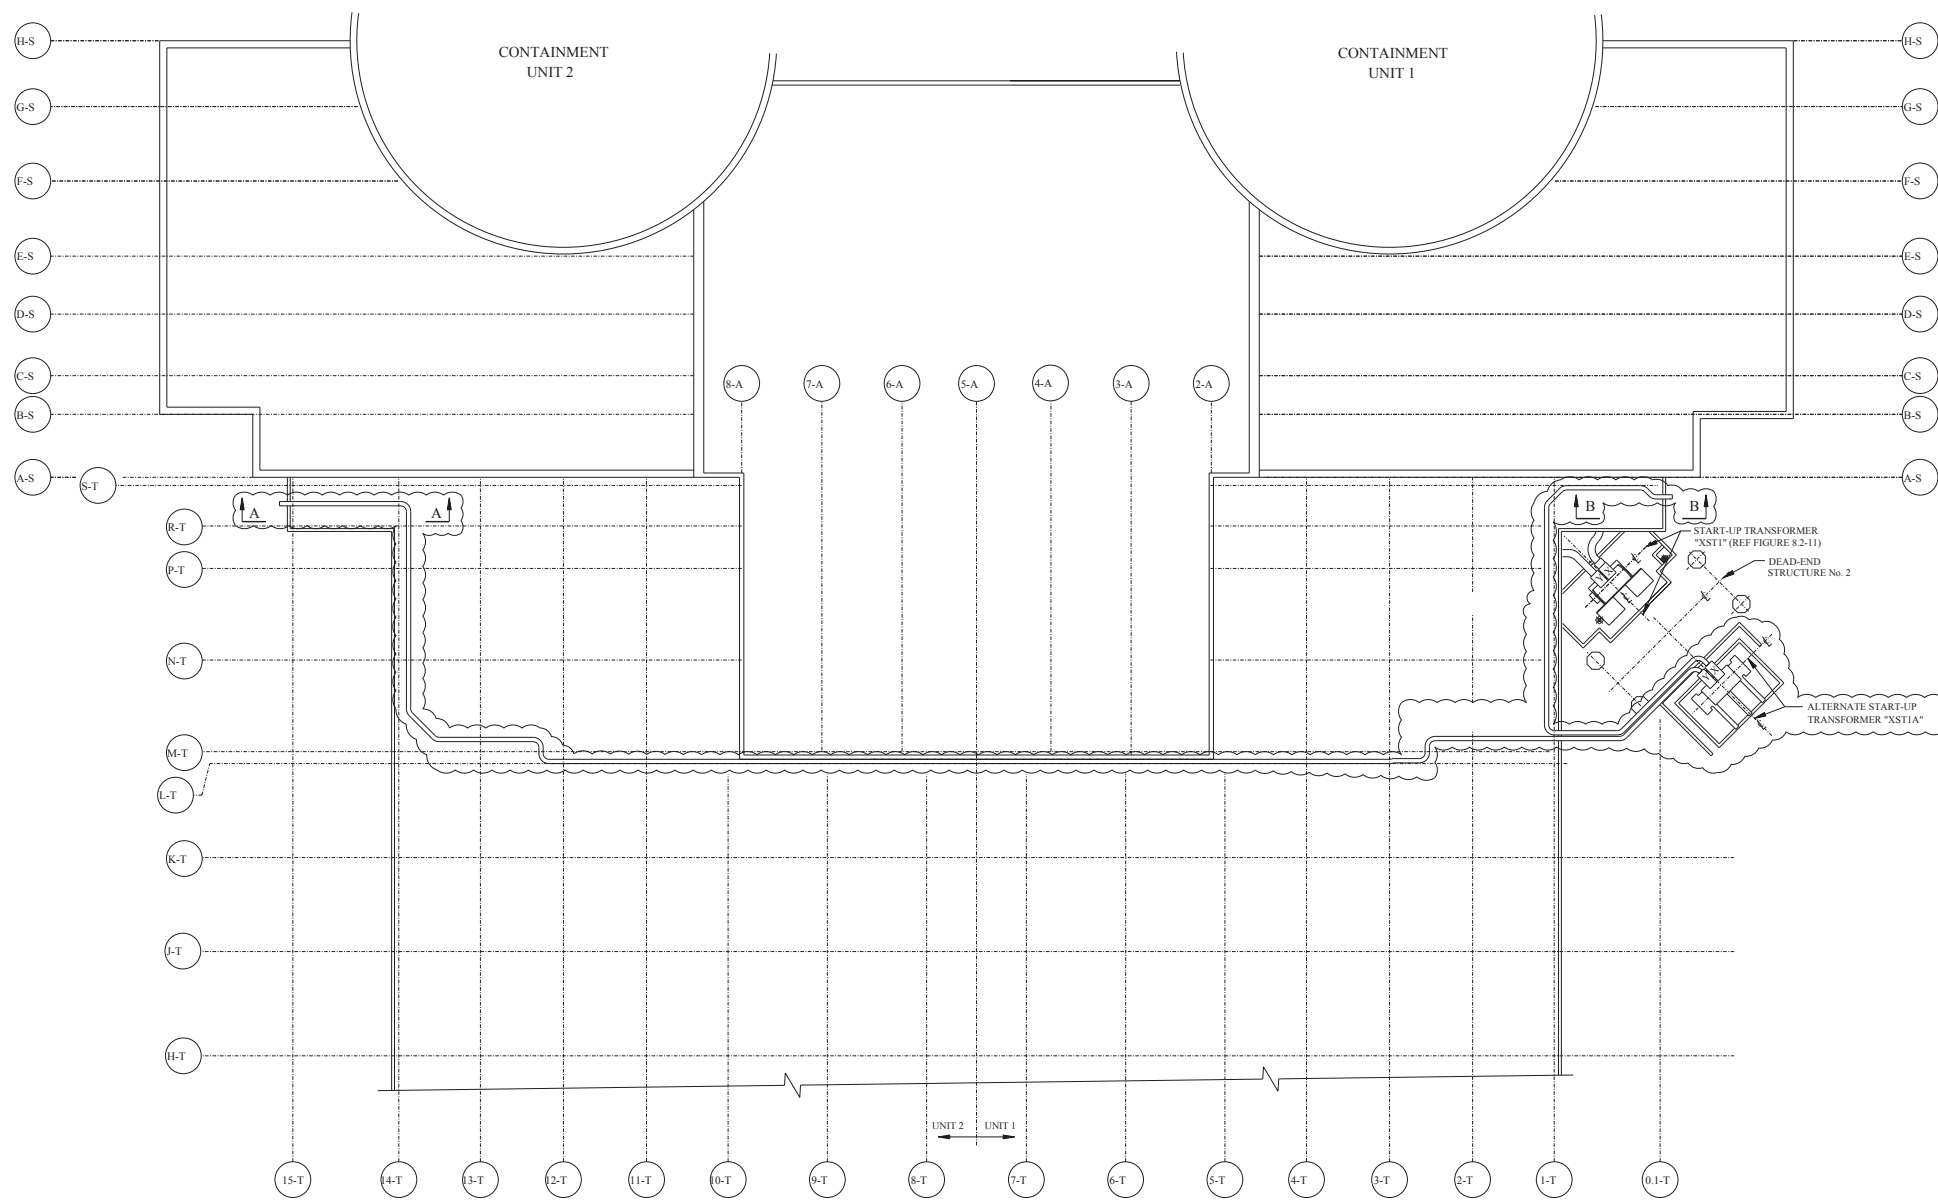 H-S
CONTAINMENT
UNIT 2
CONTAINMENT
UNIT 1
H-S
G-S
G-S
F-S
F-S
E-S
E-S
D-S
D-S
C-S
8-A
7-A
6-A
5-A
4-A
3-A
2-A
C-S
B-S
B-S
A-S
S-T
A-S
A
A
B
B
R-T
START-UP TRANSFORMER
"XST1" (REF FIGURE 8.2-11)
P-T
DEAD-END
STRUCTURE No. 2
N-T
X
Y
X
Y
ALTERNATE START-UP
TRANSFORMER "XST1A"
M-T
L-T
K-T
J-T
H-T
UNIT 2
UNIT 1
15-T
14-T
13-T
12-T
11-T
10-T
9-T
8-T
7-T
6-T
5-T
4-T
3-T
2-T
1-T
0.1-T